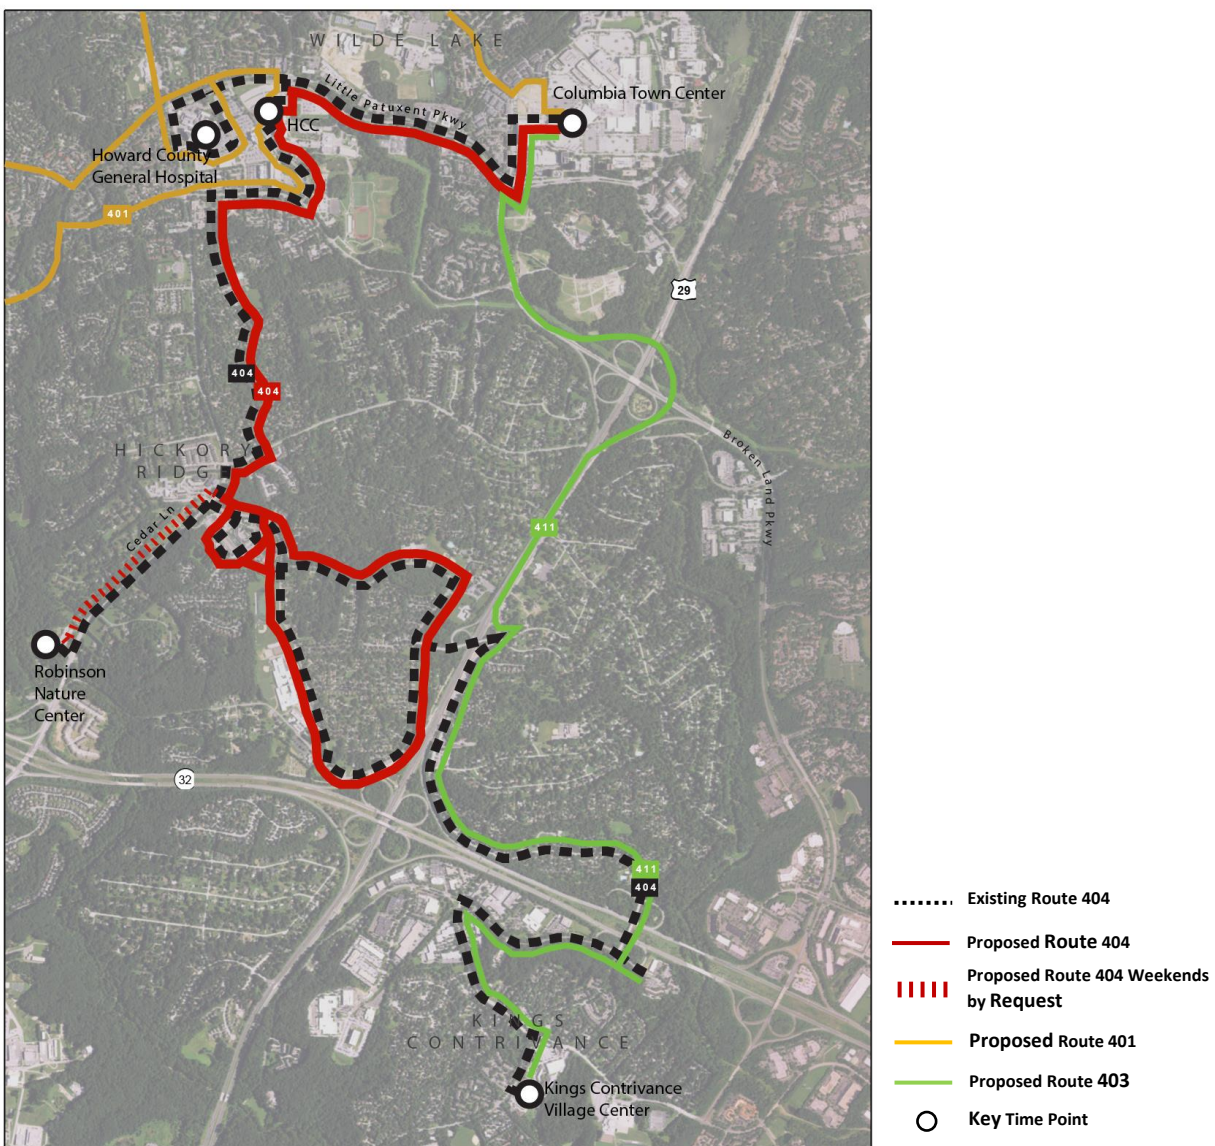 WILDE LAKE
Columbia Town Center
Little Patuxent Pkwy
HCC
Howard County
General Hospital
401
29
404
404
HICKORY
RIDGE
Broken Land Pkwy
Cedar Ln
411
Robinson
Nature
Center
32
411
404
KINGS
CONTRIVANCE
Kings Contrivance
Village Center
Existing Route 404
Proposed Route 404
Proposed Route 404 Weekends
by Request
Proposed Route 401
Proposed Route 403
Key Time Point